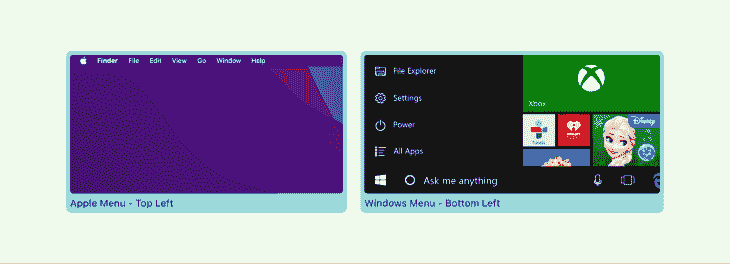 Finder File Edit View Go Window Help
Apple Menu - Top Left
File Explorer
Settings
Power
All Apps
Xbox
Disney
Ask me anything
Windows Menu - Bottom Left